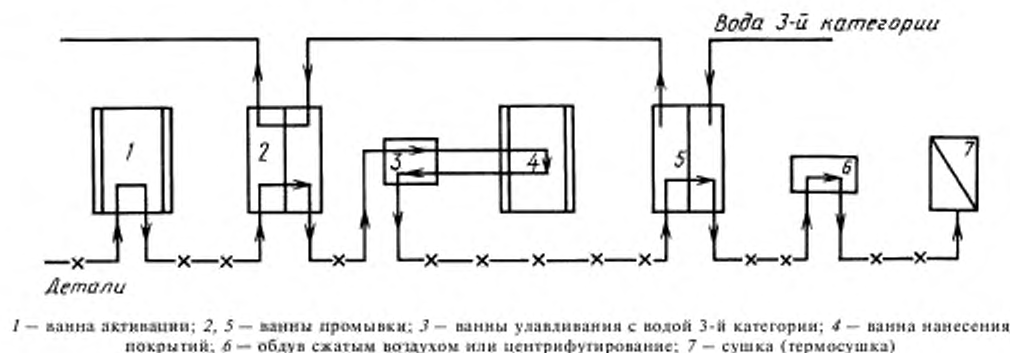 Вода 3-й категории
1
2
3
4
5
6
7
Детали
1 — ванна активации; 2, 5 — ванны промывки; 3 — ванны улавливания с водой 3-й категории; 4 — ванна нанесения
покрытий; 6 — обдув сжатым воздухом или центрифугирование; 7 — сушка (термосушка)